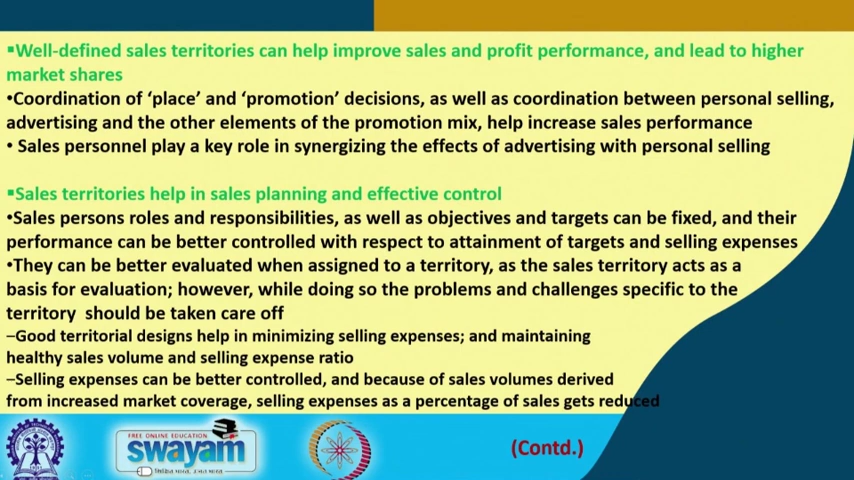 ▪Well-defined sales territories can help improve sales and profit performance, and lead to higher
market shares
•Coordination of ‘place’ and ‘promotion’ decisions, as well as coordination between personal selling,
advertising and the other elements of the promotion mix, help increase sales performance
• Sales personnel play a key role in synergizing the effects of advertising with personal selling
▪Sales territories help in sales planning and effective control
•Sales persons roles and responsibilities, as well as objectives and targets can be fixed, and their
performance can be better controlled with respect to attainment of targets and selling expenses
•They can be better evaluated when assigned to a territory, as the sales territory acts as a
basis for evaluation; however, while doing so the problems and challenges specific to the
territory should be taken care off
–Good territorial designs help in minimizing selling expenses; and maintaining
healthy sales volume and selling expense ratio
–Selling expenses can be better controlled, and because of sales volumes derived
from increased market coverage, selling expenses as a percentage of sales gets reduced
FREE ONLINE EDUCATION
swayam
(Contd.)